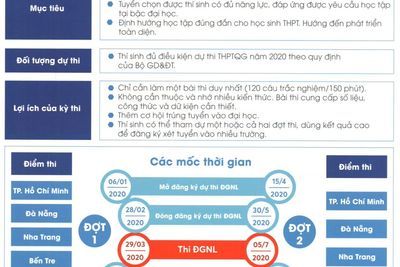 Mục tiêu
Tuyển chọn được thí sinh có đủ năng lực, đáp ứng được yêu cầu học tập
tại bậc đại học.
Định hướng học tập đúng đắn cho học sinh THPT. Hướng đến phát triển
toàn diện.
Đối tượng dự thi
Thí sinh đủ điều kiện dự thi THPTQG năm 2020 theo quy định
của Bộ GD&ĐT.
Lợi ích của kỳ thi
Chỉ cần làm một bài thi duy nhất (120 câu trắc nghiệm/150 phút).
Không cần thuộc và nhớ nhiều kiến thức. Bài thi cung cấp số liệu,
công thức và dữ kiện cần thiết.
Thêm cơ hội trúng tuyển vào đại học.
Thí sinh có thể tham dự một hoặc cả hai đợt thi, dùng kết quả cao
để đăng ký xét tuyển vào nhiều trường.
Các mốc thời gian
Điểm thi
TP. Hồ Chí Minh
Đà Nẵng
Nha Trang
Bến Tre
ĐỢT
1
06/01
2020
Mở đăng ký dự thi ĐGNL
15/4
2020
28/02
2020
Đóng đăng ký dự thi ĐGNL
30/5
2020
29/03
2020
Thi ĐGNL
05/7
2020
ĐỢT
2
Điểm thi
TP. Hồ Chí Minh
Đà Nẵng
Nha Trang